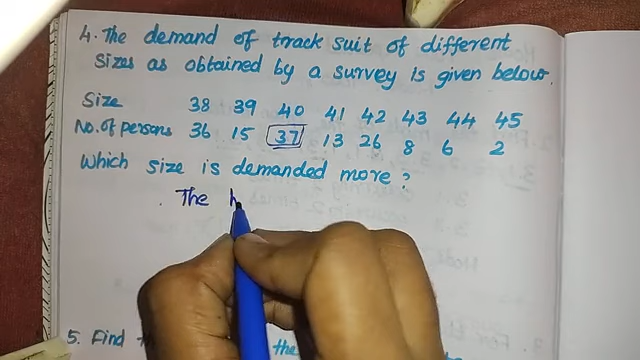 4. The demand of track suit of different
sizes as obtained by a survey is given below.
Size 38 39 40 41 42 43 44 45
No. of persons 36 15 37 13 26 8 6 2
Which size is demanded more?
The h
5. Find
the